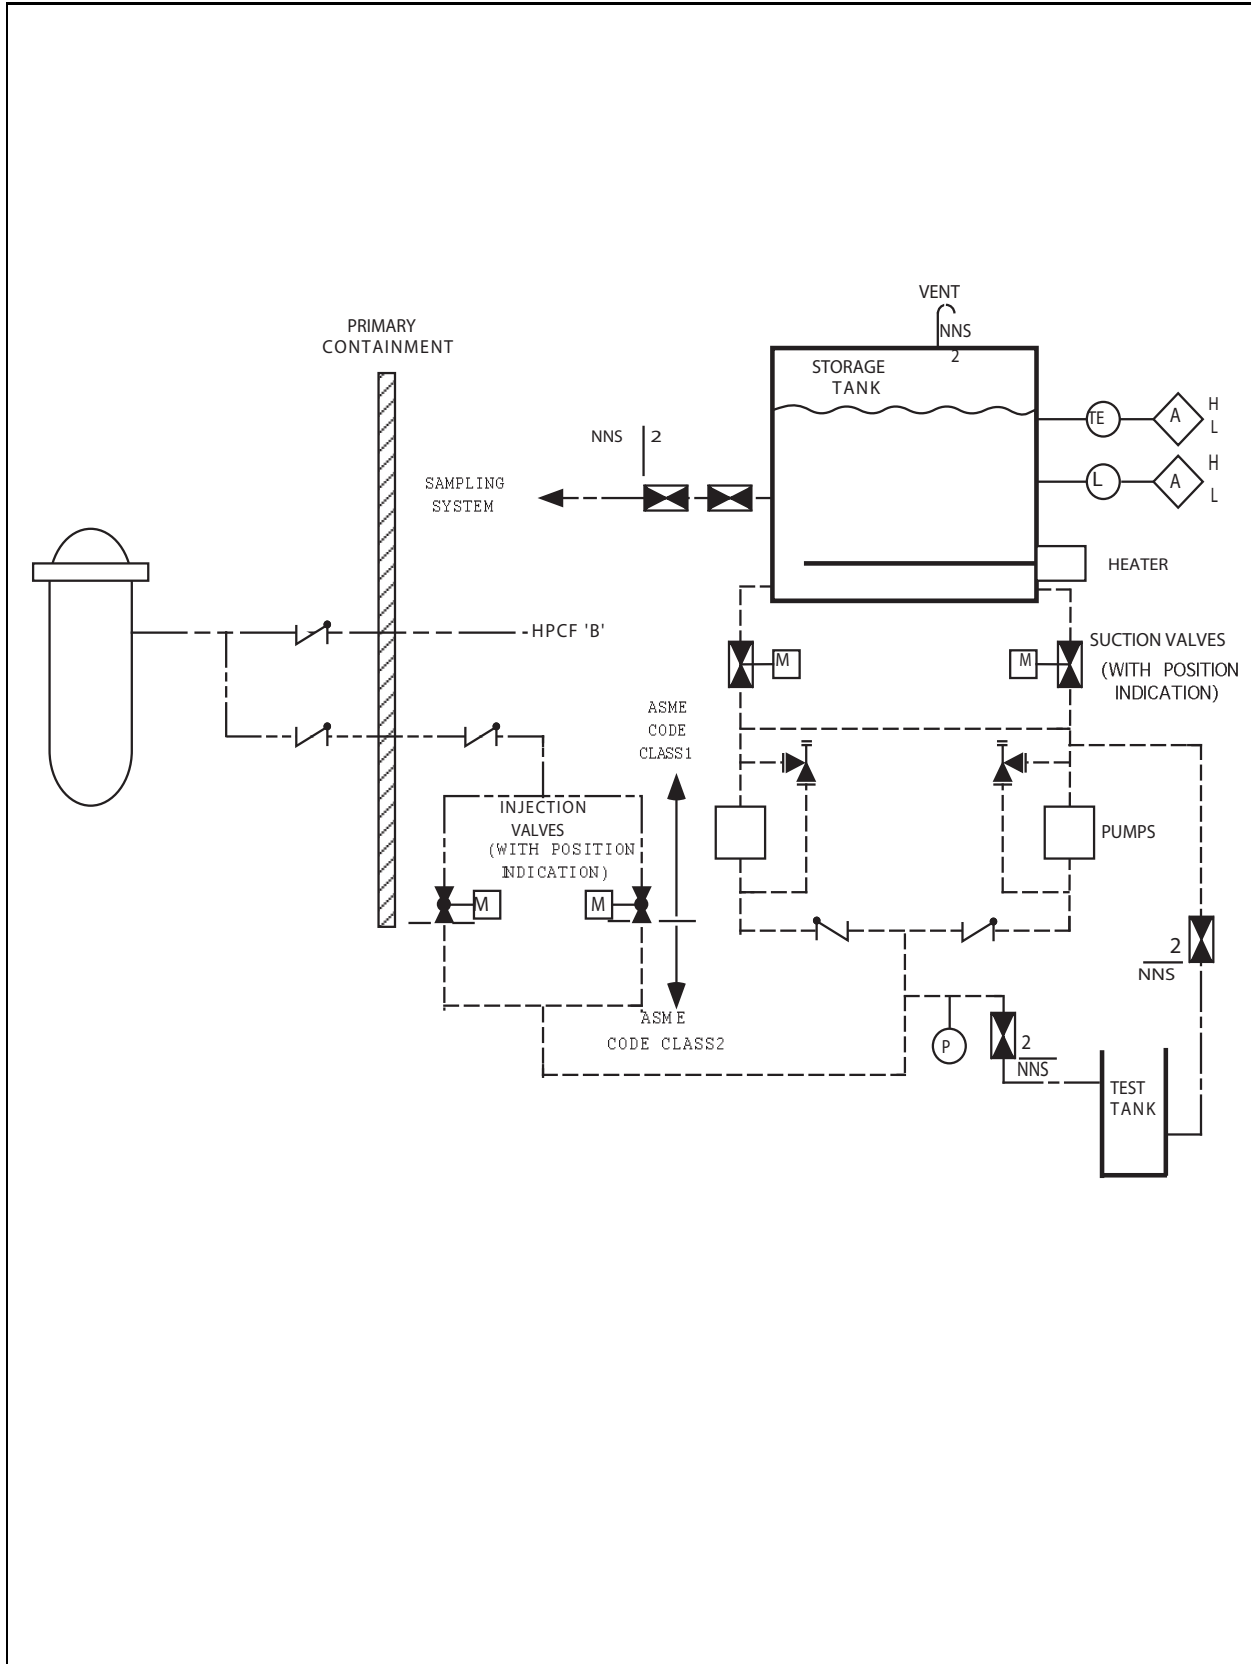 VENT
NNS
2
PRIMARY
CONTAINMENT
STORAGE
TANK
TE
A
H
L
NNS
2
SAMPLING
SYSTEM
L
A
H
L
HEATER
HPCF 'B'
M
M
SUCTION VALVES
(WITH POSITION
INDICATION)
ASME
CODE
CLASS1
INJECTION
VALVES
(WITH POSITION
INDICATION)
M
M
PUMPS
2
NNS
ASME
CODE CLASS2
P
2
NNS
TEST
TANK